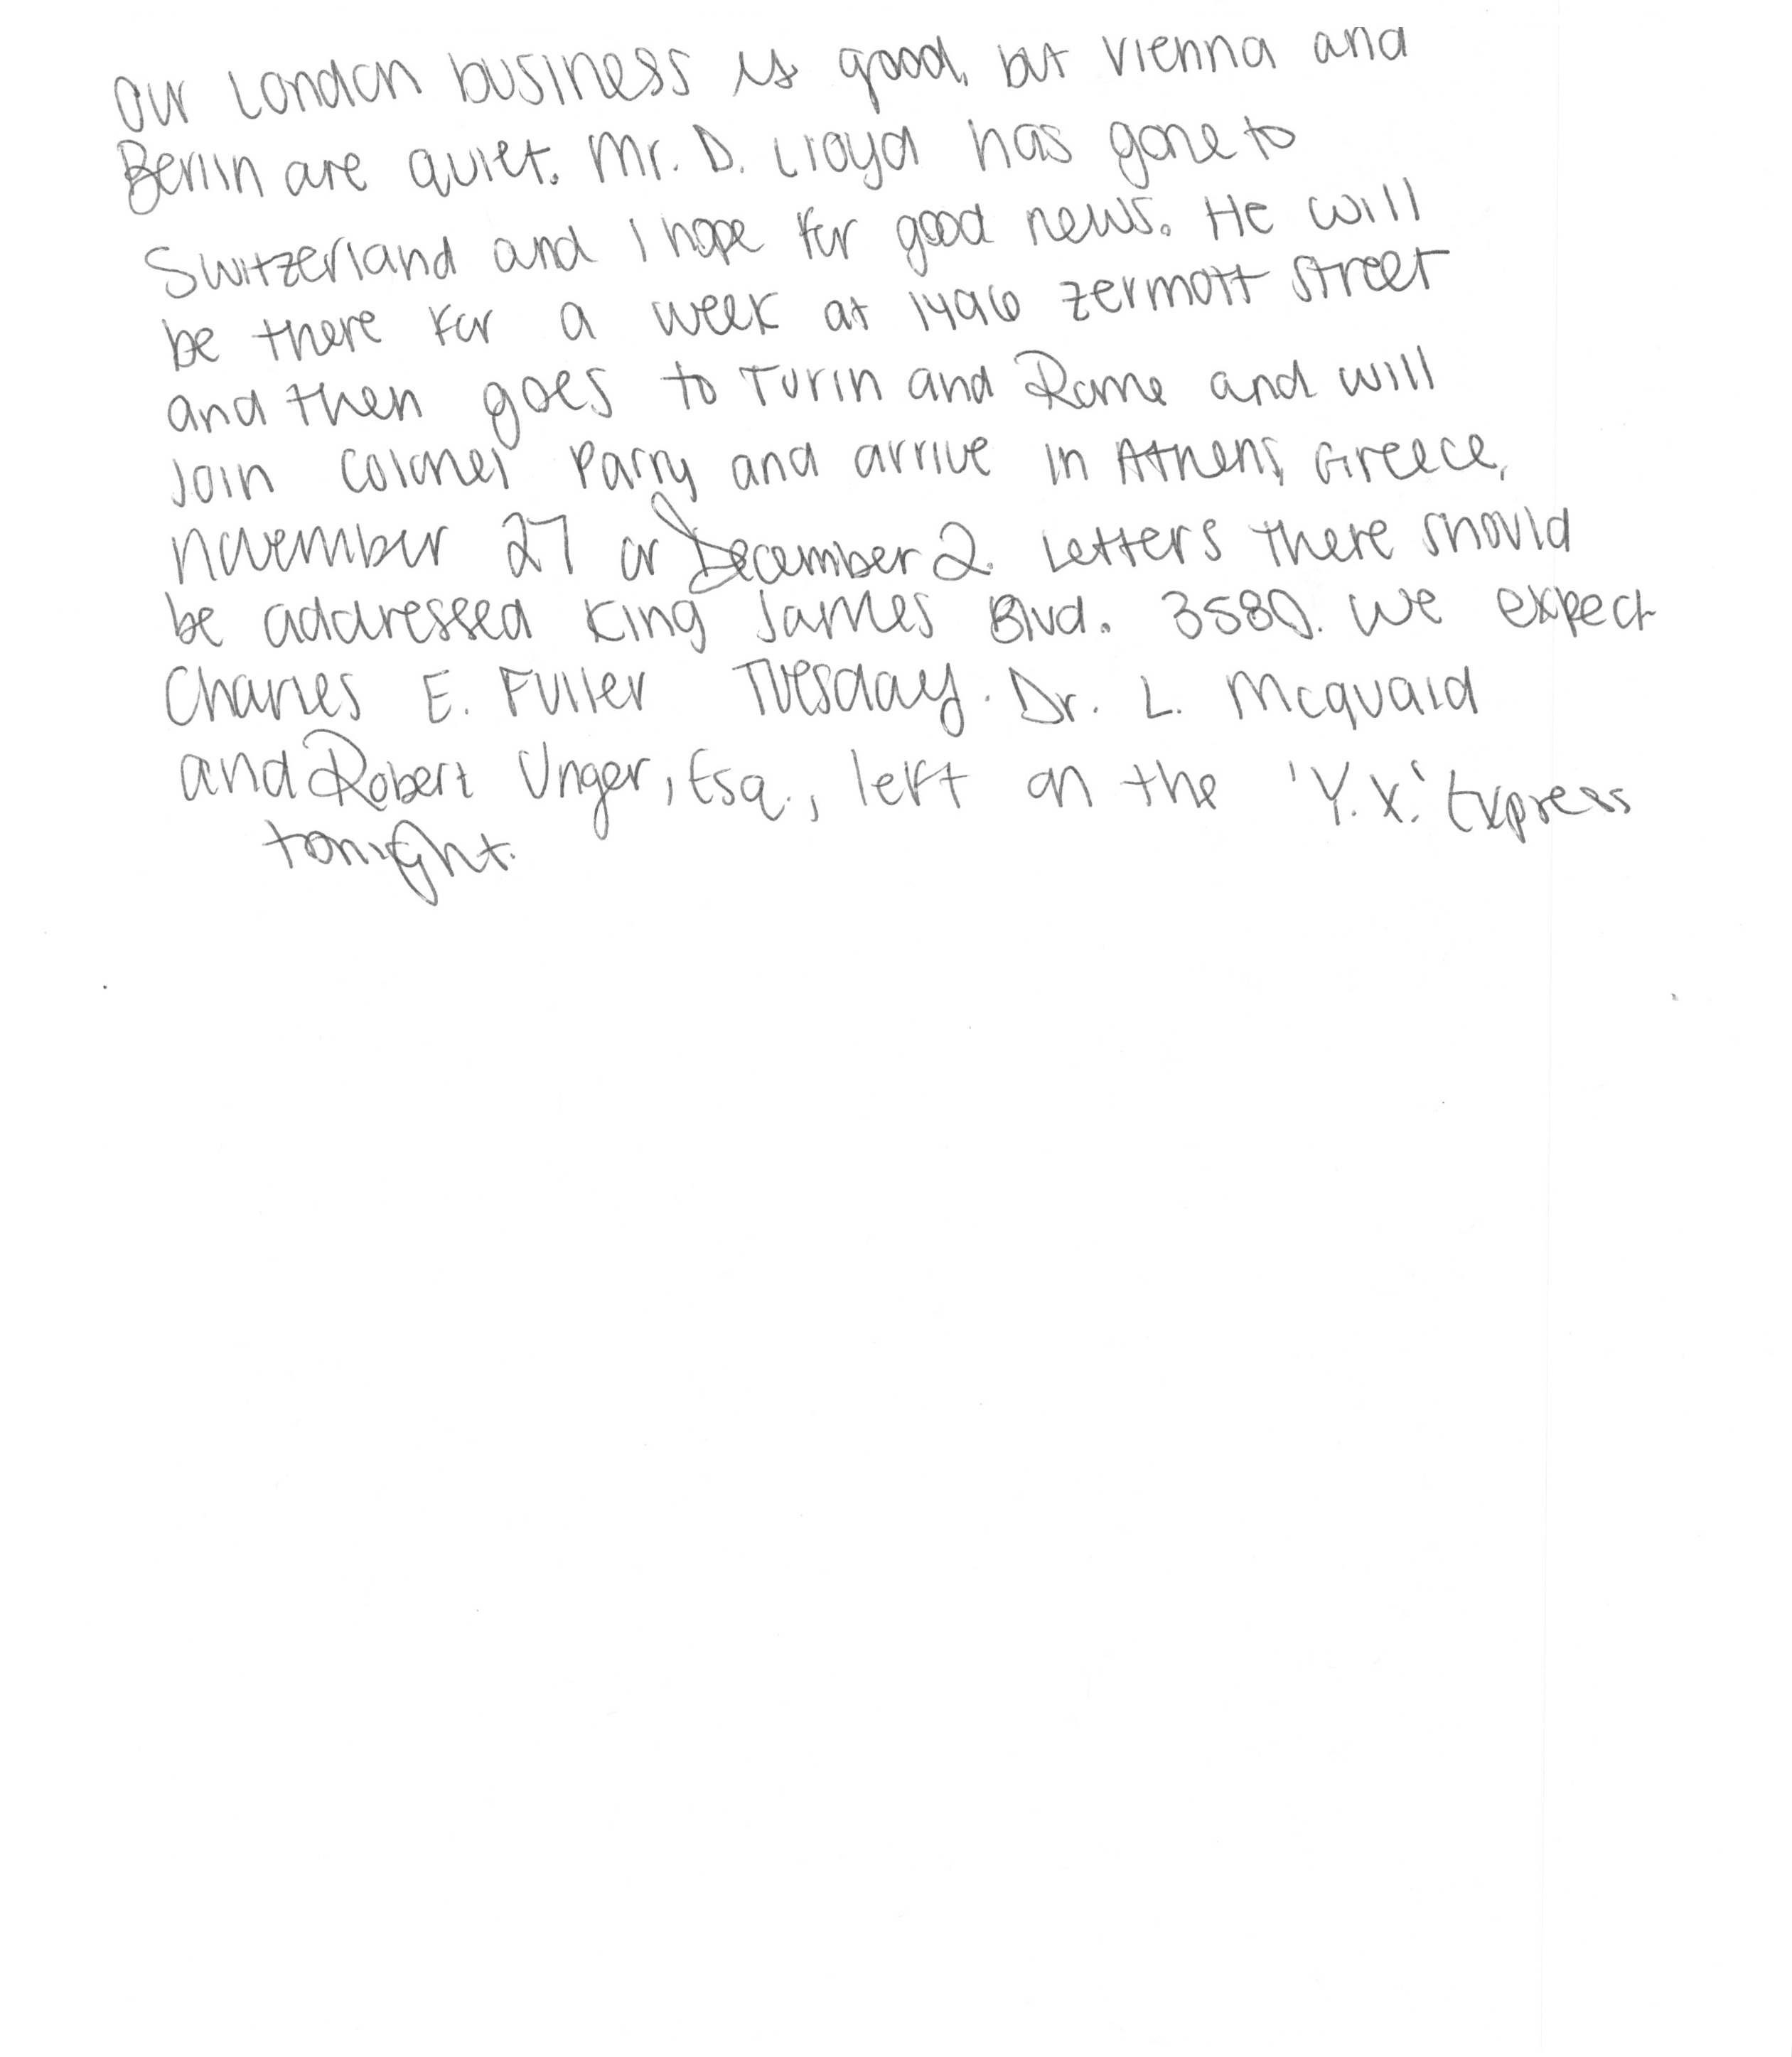 Our London business is good, but Vienna and
Berlin are quiet. Mr. D. Lloyd has gone to
Switzerland and I hope for good news. He will
be there for a week at 1496 Zermott Street
and then goes to Turin and Rome and will
join Colonel Parry and arrive in Athens, Greece,
November 27 or December 2. Letters there should
be addressed King James Blvd. 3580. We expect
Charles E. Fuller Tuesday. Dr. L. McQuaid
and Robert Unger, Esq., left on the 'Y.X.' Express
tonight.